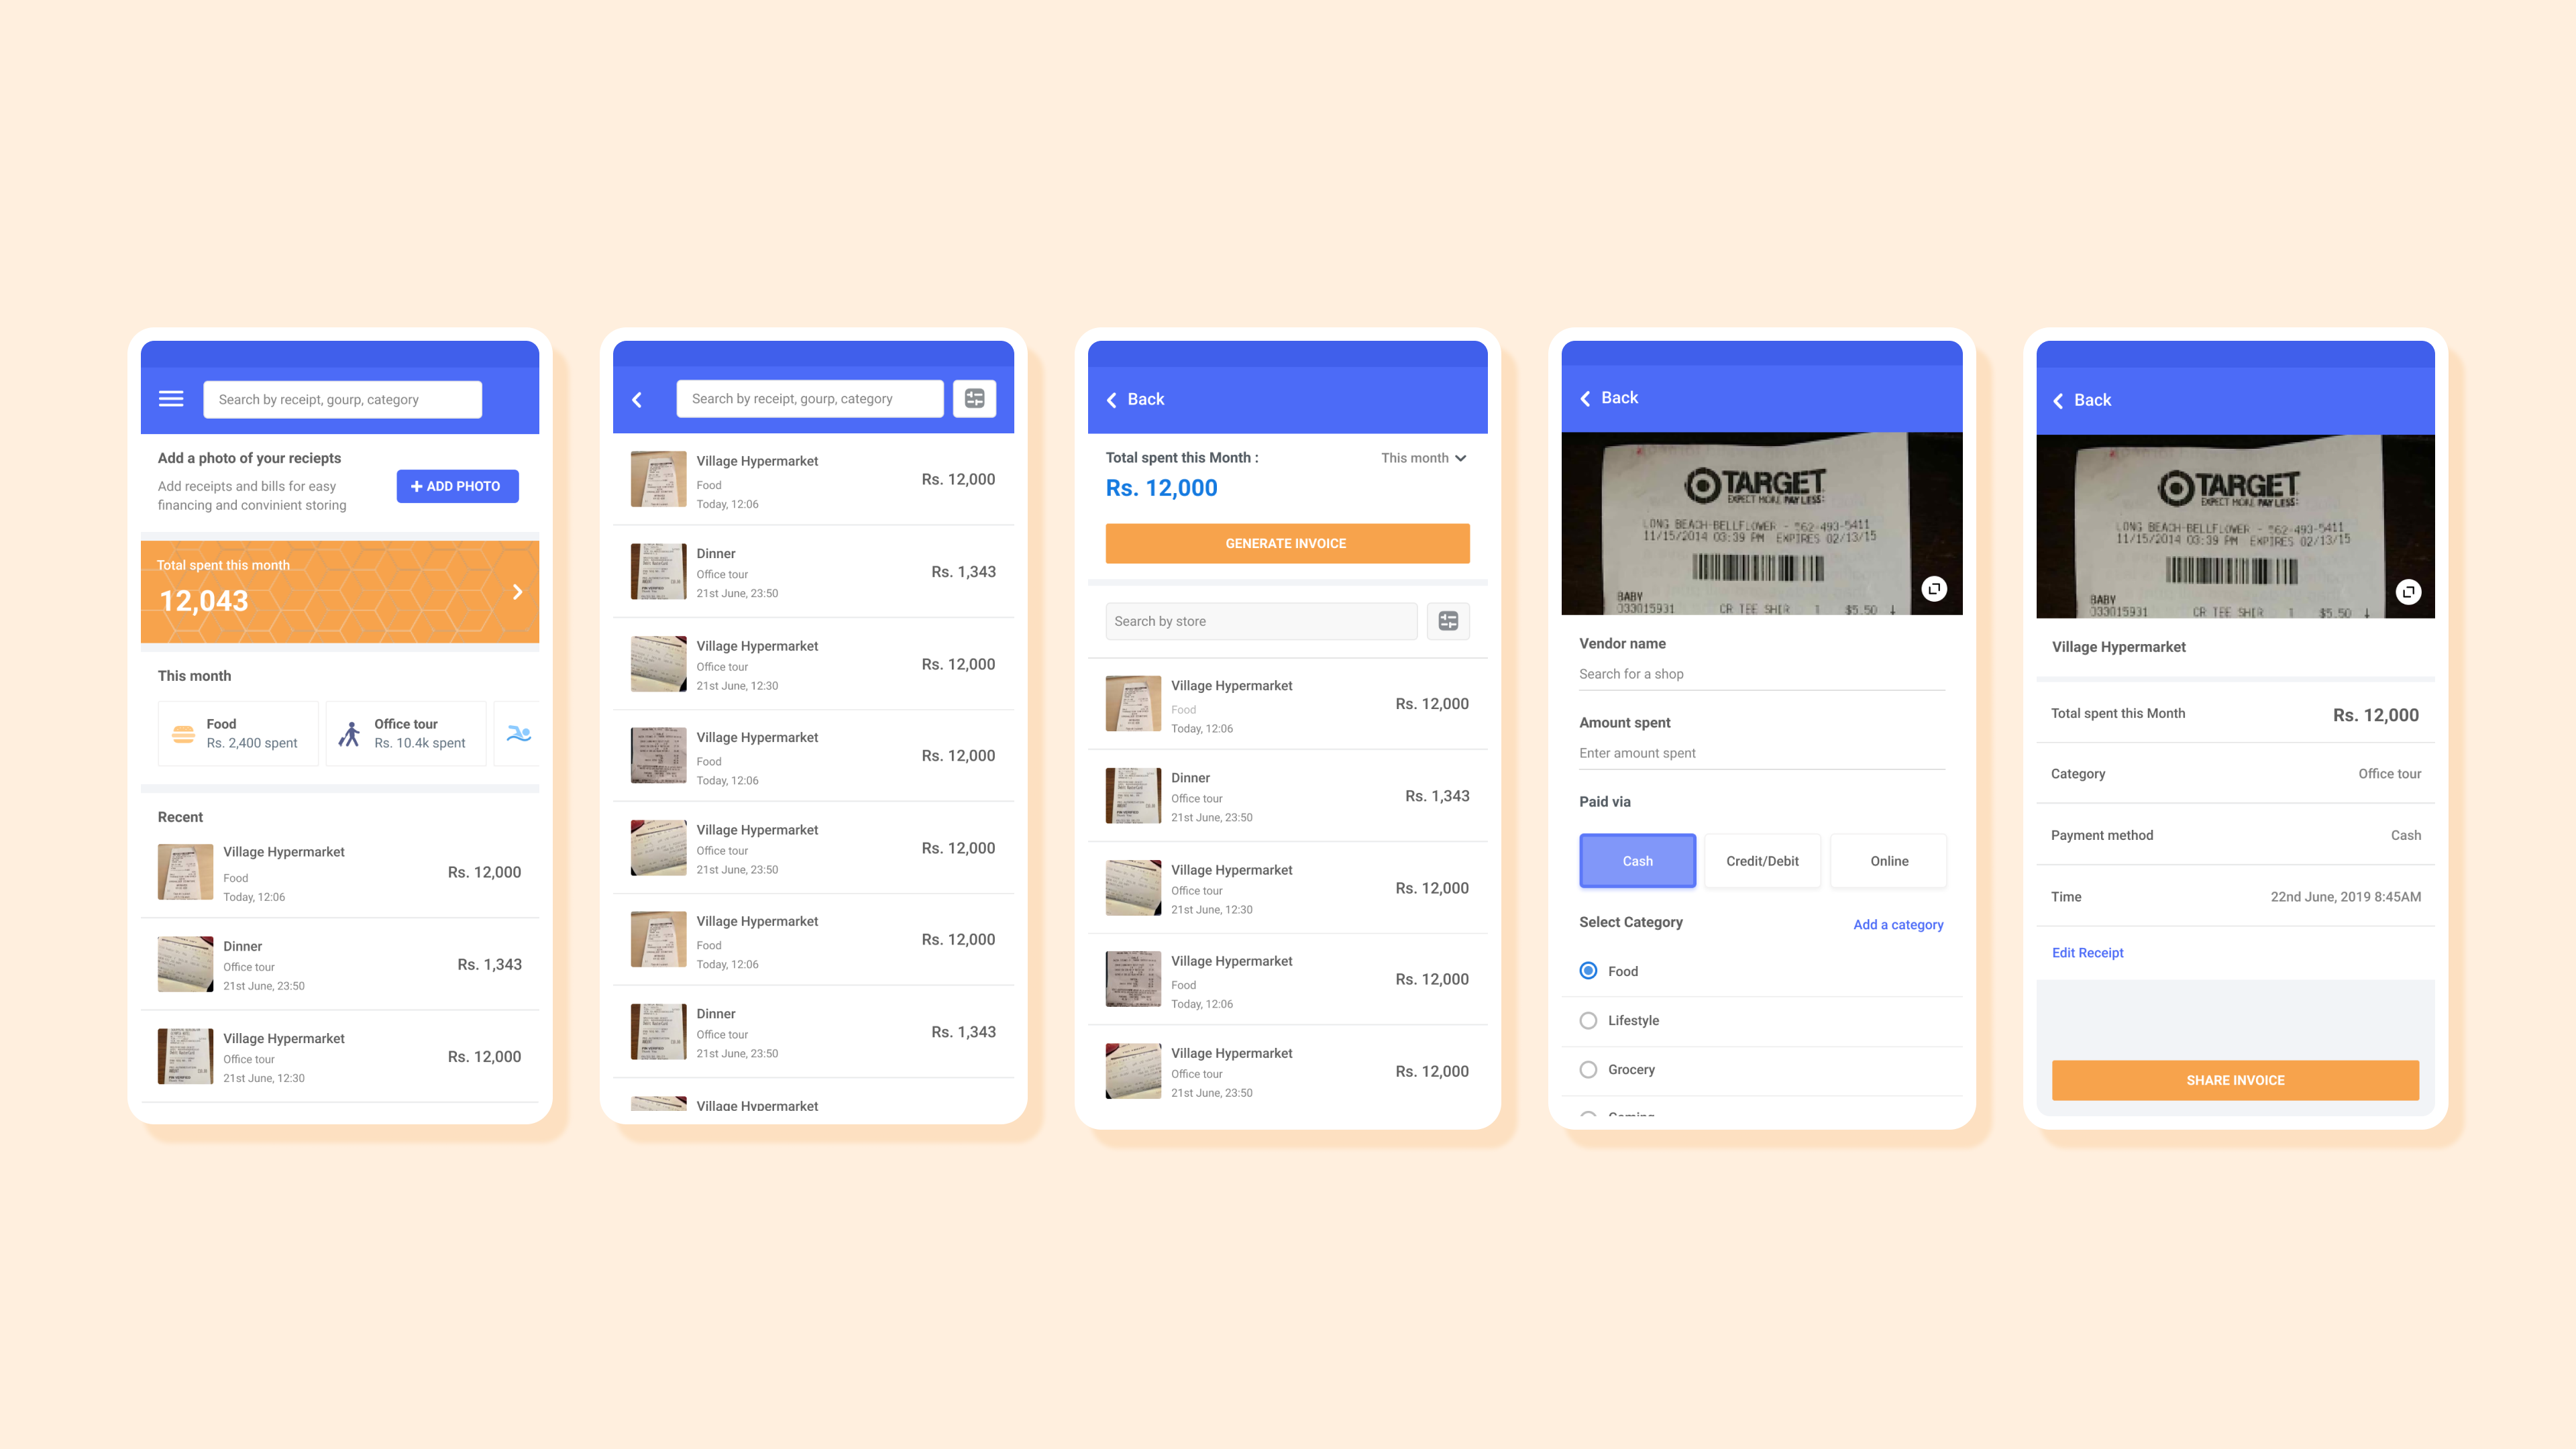 Search by receipt, gourp, category
Add a photo of your reciepts
Add receipts and bills for easy
financing and convinient storing
ADD PHOTO
Total spent this month
12,043
This month
Food
Rs. 2,400 spent
Office tour
Rs. 10.4k spent
Recent
Village Hypermarket
Food
Today, 12:06
Rs. 12,000
Dinner
Office tour
21st June, 23:50
Rs. 1,343
Village Hypermarket
Office tour
21st June, 12:30
Rs. 12,000
Search by receipt, gourp, category
Village Hypermarket
Food
Today, 12:06
Rs. 12,000
Dinner
Office tour
21st June, 23:50
Rs. 1,343
Village Hypermarket
Office tour
21st June, 12:30
Rs. 12,000
Village Hypermarket
Food
Today, 12:06
Rs. 12,000
Village Hypermarket
Office tour
21st June, 23:50
Rs. 12,000
Village Hypermarket
Food
Today, 12:06
Rs. 12,000
Dinner
Office tour
21st June, 23:50
Rs. 1,343
Village Hypermarket
Back
Total spent this Month :
This month
Rs. 12,000
GENERATE INVOICE
Search by store
Village Hypermarket
Food
Today, 12:06
Rs. 12,000
Dinner
Office tour
21st June, 23:50
Rs. 1,343
Village Hypermarket
Office tour
21st June, 12:30
Rs. 12,000
Village Hypermarket
Food
Today, 12:06
Rs. 12,000
Village Hypermarket
Office tour
21st June, 23:50
Rs. 12,000
Back
TARGET
EXPECT MORE. PAY LESS.
LONG BEACH-BELLFLOWER - 562-493-5411
11/15/2014 03:39 PM EXPIRES 02/13/15
BABY
033015931 CR TEE SHIR 1 $5.50
Vendor name
Search for a shop
Amount spent
Enter amount spent
Paid via
Cash
Credit/Debit
Online
Select Category
Add a category
Food
Lifestyle
Grocery
Back
TARGET
EXPECT MORE. PAY LESS.
LONG BEACH-BELLFLOWER - 562-493-5411
11/15/2014 03:39 PM EXPIRES 02/13/15
BABY
033015931 CR TEE SHIR 1 $5.50
Village Hypermarket
Total spent this Month
Rs. 12,000
Category
Office tour
Payment method
Cash
Time
22nd June, 2019 8:45AM
Edit Receipt
SHARE INVOICE